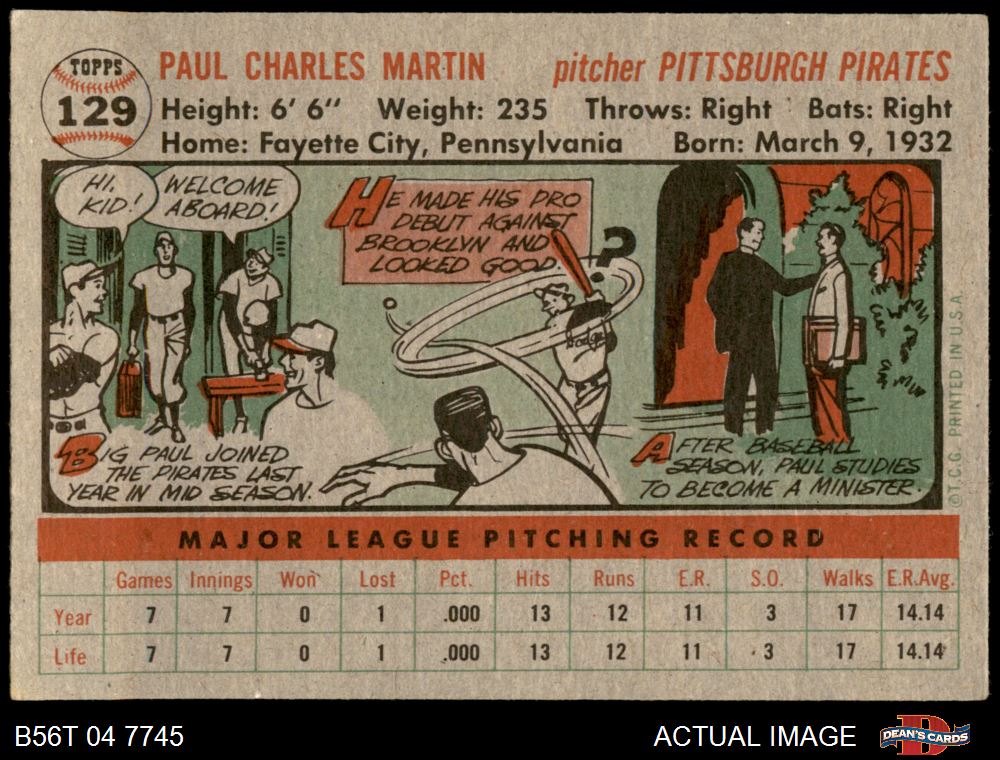 TOPPS
129
PAUL CHARLES MARTIN pitcher PITTSBURGH PIRATES
Height: 6' 6" Weight: 235 Throws: Right Bats: Right
Home: Fayette City, Pennsylvania Born: March 9, 1932
HI, KID!
WELCOME
ABOARD!
BIG PAUL JOINED
THE PIRATES LAST
YEAR IN MID SEASON.
HE MADE HIS PRO
DEBUT AGAINST
BROOKLYN AND
LOOKED GOOD
?
Dodgers
AFTER BASEBALL
SEASON, PAUL STUDIES
TO BECOME A MINISTER.
©T.C.G. PRINTED IN U.S.A.
MAJOR LEAGUE PITCHING RECORD
Games Innings Won Lost Pct. Hits Runs E.R. S.O. Walks E.R.Avg.
Year 7 7 0 1 .000 13 12 11 3 17 14.14
Life 7 7 0 1 .000 13 12 11 3 17 14.14
B56T 04 7745 ACTUAL IMAGE
D
DEAN'S CARDS